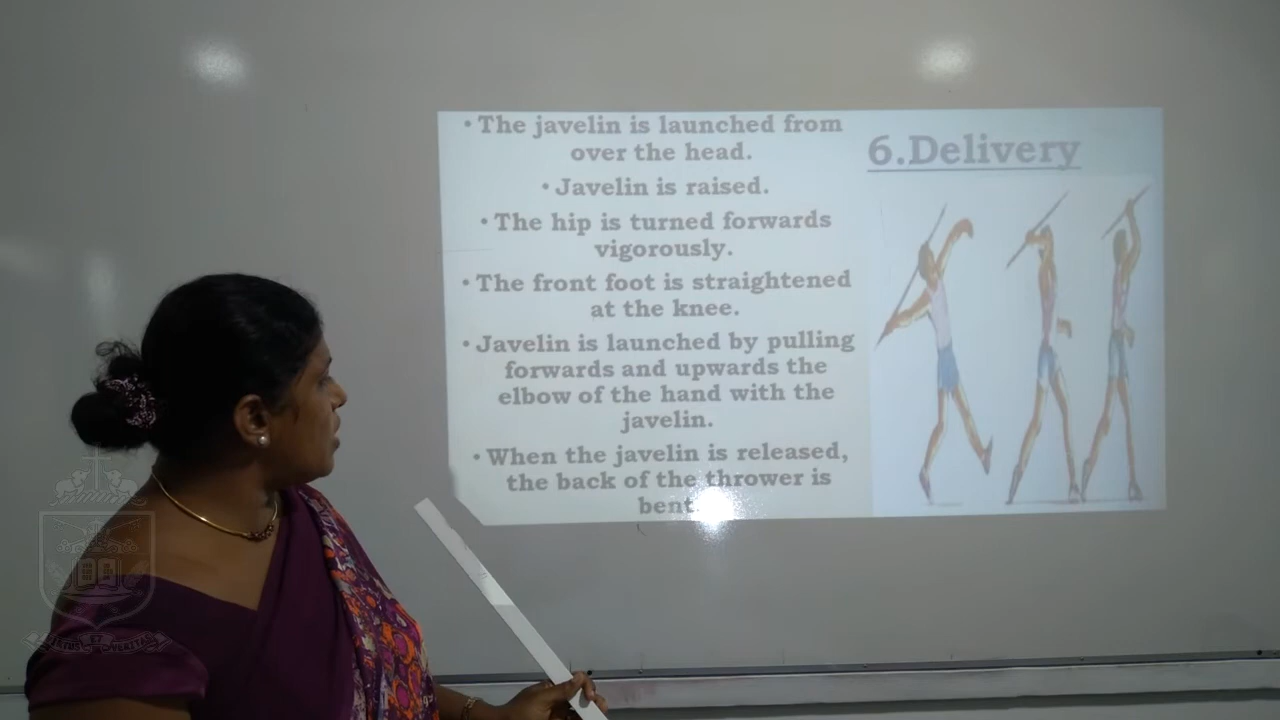 • The javelin is launched from
over the head.
• Javelin is raised.
• The hip is turned forwards
vigorously.
• The front foot is straightened
at the knee.
• Javelin is launched by pulling
forwards and upwards the
elbow of the hand with the
javelin.
• When the javelin is released,
the back of the thrower is
bent.
6.Delivery
ET
VERITAS